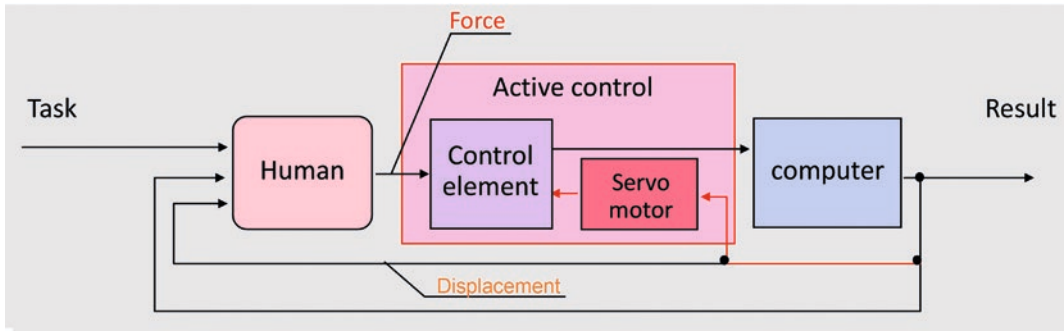 Force
Active control
Task
Result
Human
Control
element
Servo
motor
computer
Displacement